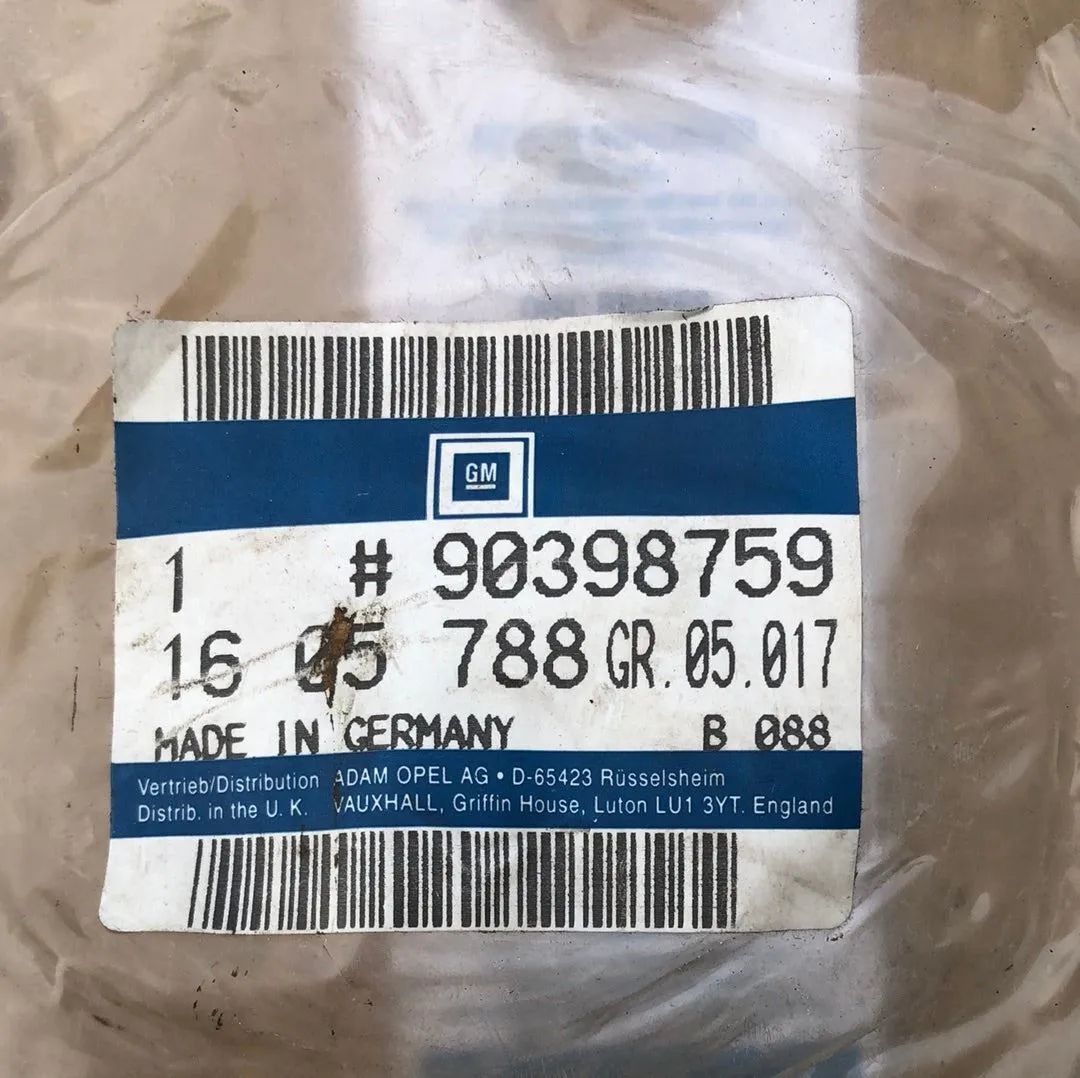 GM
1 # 90398759
16 05 788 GR. 05.017
MADE IN GERMANY B 088
Vertrieb/Distribution ADAM OPEL AG • D-65423 Rüsselsheim
Distrib. in the U. K. VAUXHALL, Griffin House, Luton LU1 3YT. England